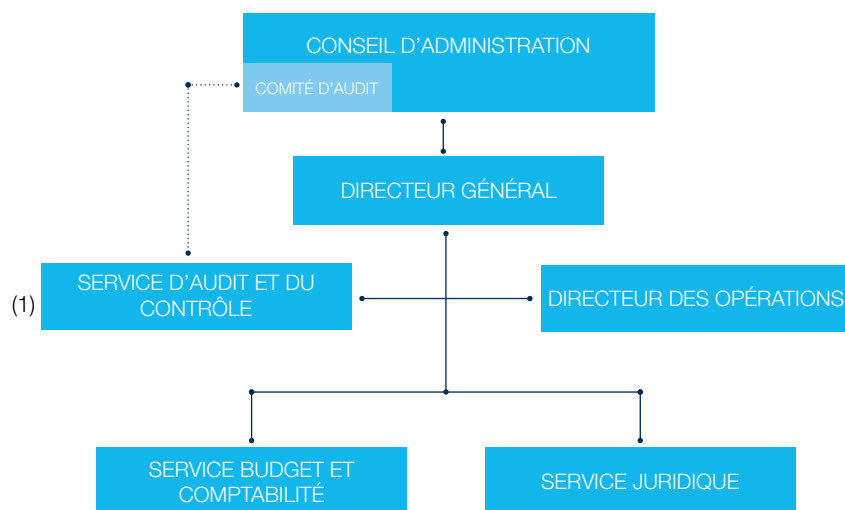 CONSEIL D'ADMINISTRATION
COMITÉ D'AUDIT
DIRECTEUR GÉNÉRAL
(1)
SERVICE D'AUDIT ET DU
CONTRÔLE
DIRECTEUR DES OPÉRATIONS
SERVICE BUDGET ET
COMPTABILITÉ
SERVICE JURIDIQUE